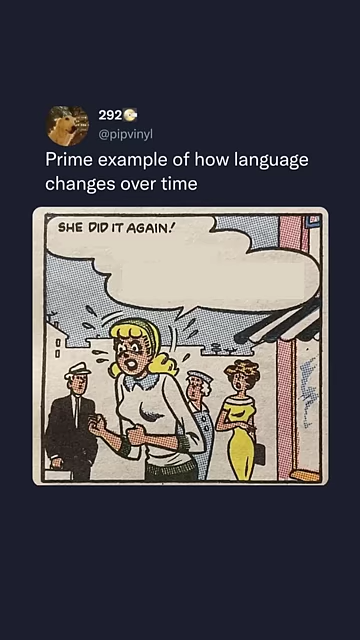 292
@pipvinyl
Prime example of how language
changes over time
SHE DID IT AGAIN!